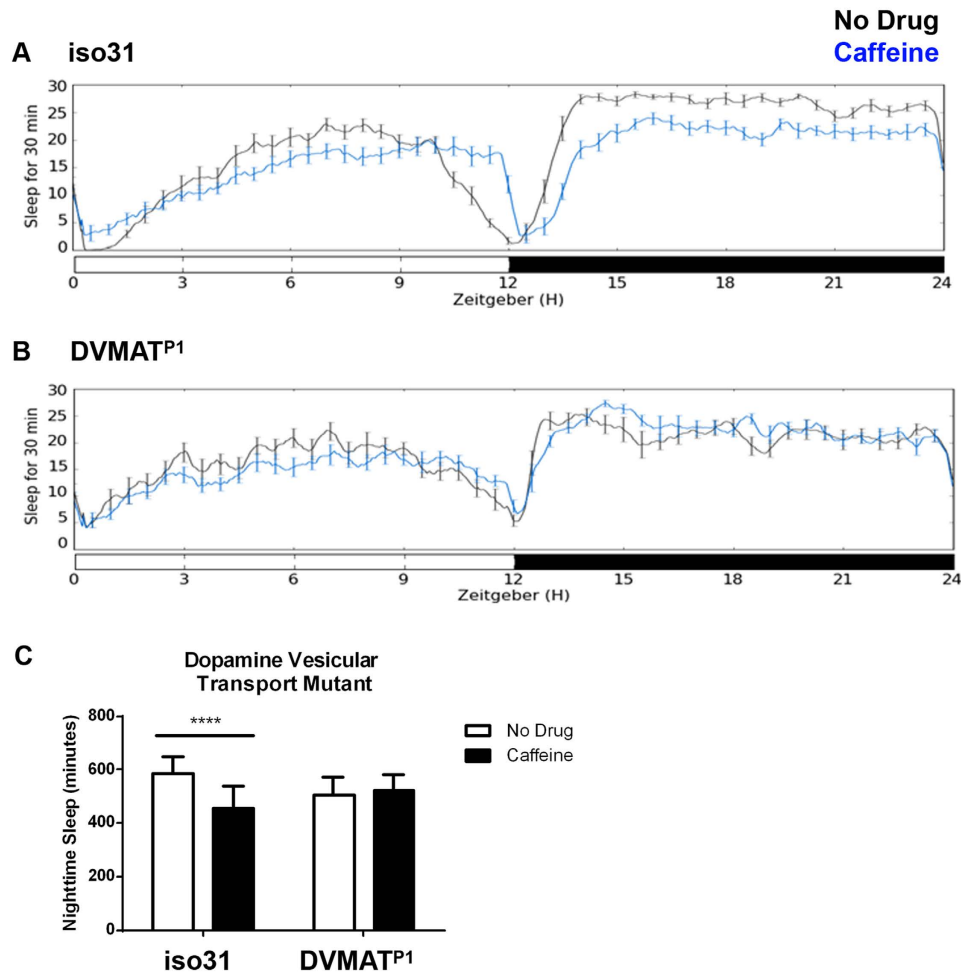 No Drug
Caffeine
A iso31
Sleep for 30 min
30
25
20
15
10
5
0
0 3 6 9 12 15 18 21 24
Zeitgeber (H)
B DVMATP1
Sleep for 30 min
30
25
20
15
10
5
0
0 3 6 9 12 15 18 21 24
Zeitgeber (H)
C
Dopamine Vesicular
Transport Mutant
Nighttime Sleep (minutes)
800
600
400
200
0
****
No Drug
Caffeine
iso31 DVMATP1